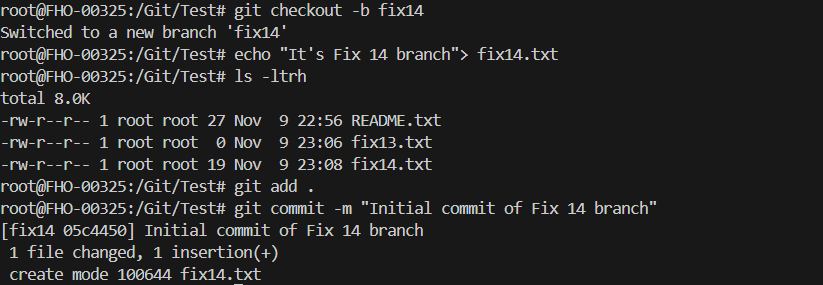 root@FHO-00325:/Git/Test# git checkout -b fix14
Switched to a new branch 'fix14'
root@FHO-00325:/Git/Test# echo "It's Fix 14 branch"> fix14.txt
root@FHO-00325:/Git/Test# ls -ltrh
total 8.0K
-rw-r--r-- 1 root root 27 Nov  9 22:56 README.txt
-rw-r--r-- 1 root root  0 Nov  9 23:06 fix13.txt
-rw-r--r-- 1 root root 19 Nov  9 23:08 fix14.txt
root@FHO-00325:/Git/Test# git add .
root@FHO-00325:/Git/Test# git commit -m "Initial commit of Fix 14 branch"
[fix14 05c4450] Initial commit of Fix 14 branch
 1 file changed, 1 insertion(+)
 create mode 100644 fix14.txt